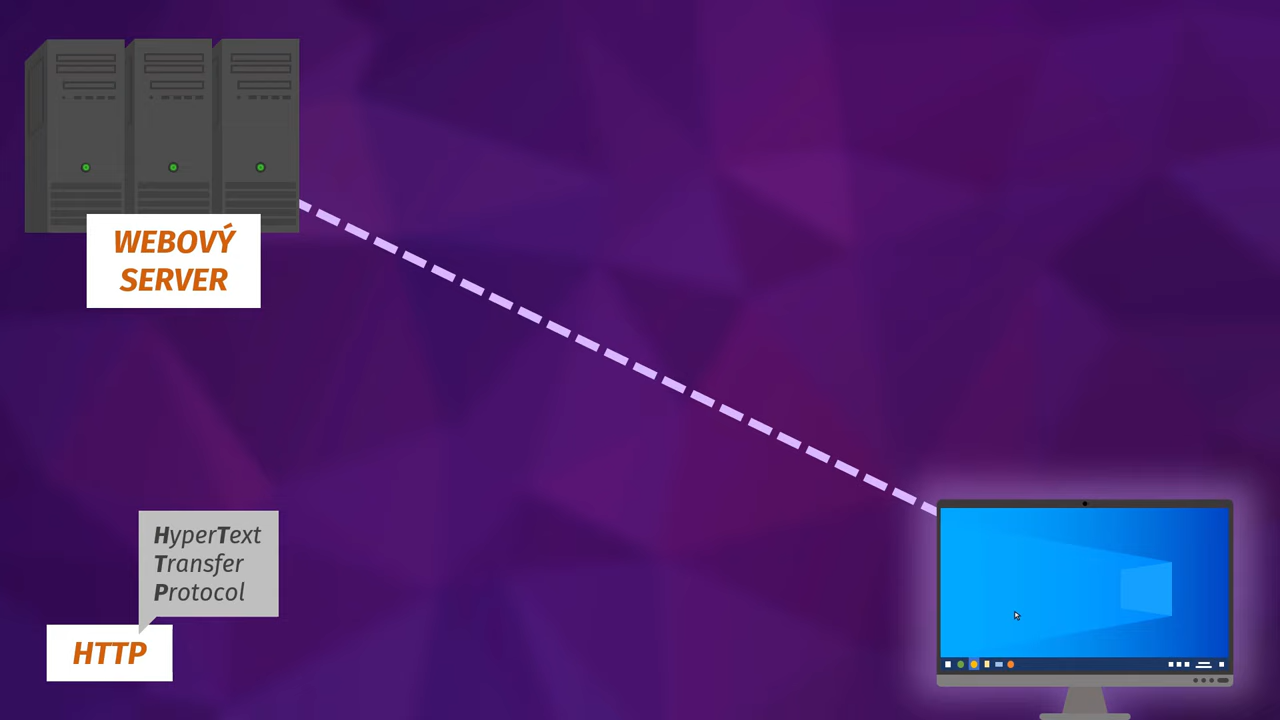 WEBOVÝ
SERVER
HyperText
Transfer
Protocol
HTTP